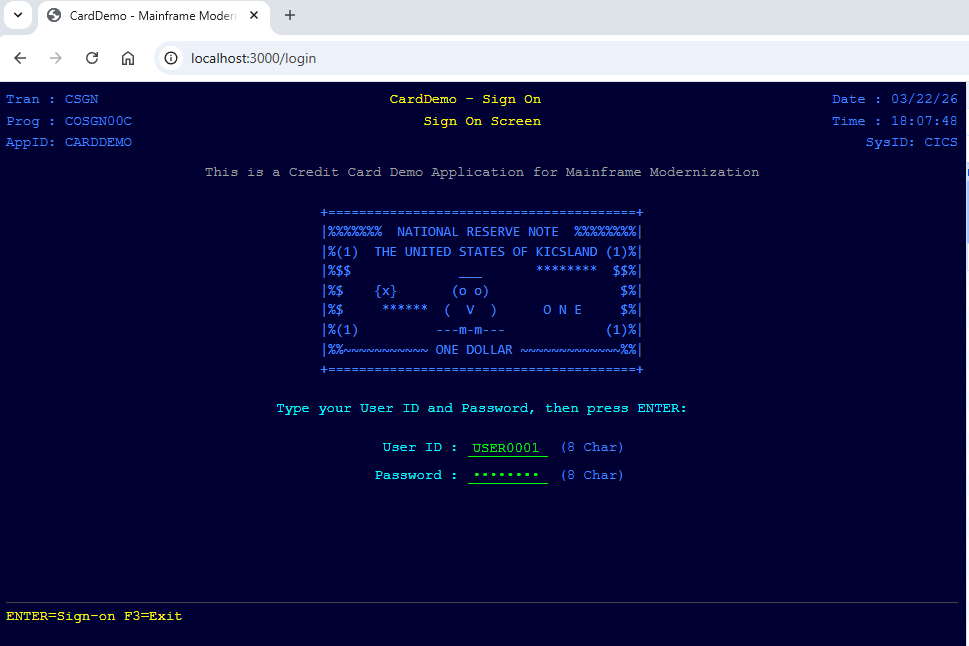 CardDemo - Mainframe Moder
localhost:3000/login
Tran : CSGN CardDemo - Sign On Date : 03/22/26
Prog : COSGN00C Sign On Screen Time : 18:07:48
AppID: CARDDEMO SysID: CICS
This is a Credit Card Demo Application for Mainframe Modernization
+========================================+
|%%%%%%%  NATIONAL RESERVE NOTE  %%%%%%%%|
|%(1)  THE UNITED STATES OF KICSLAND (1)%|
|%$$              ___       ********  $$%|
|%$    {x}       (o o)                 $%|
|%$     ******  (  V  )      O N E     $%|
|%(1)          ---m-m---             (1)%|
|%%~~~~~~~~~~~ ONE DOLLAR ~~~~~~~~~~~~~%%|
+========================================+
Type your User ID and Password, then press ENTER:
User ID : USER0001 (8 Char)
Password : •••••••• (8 Char)
ENTER=Sign-on F3=Exit